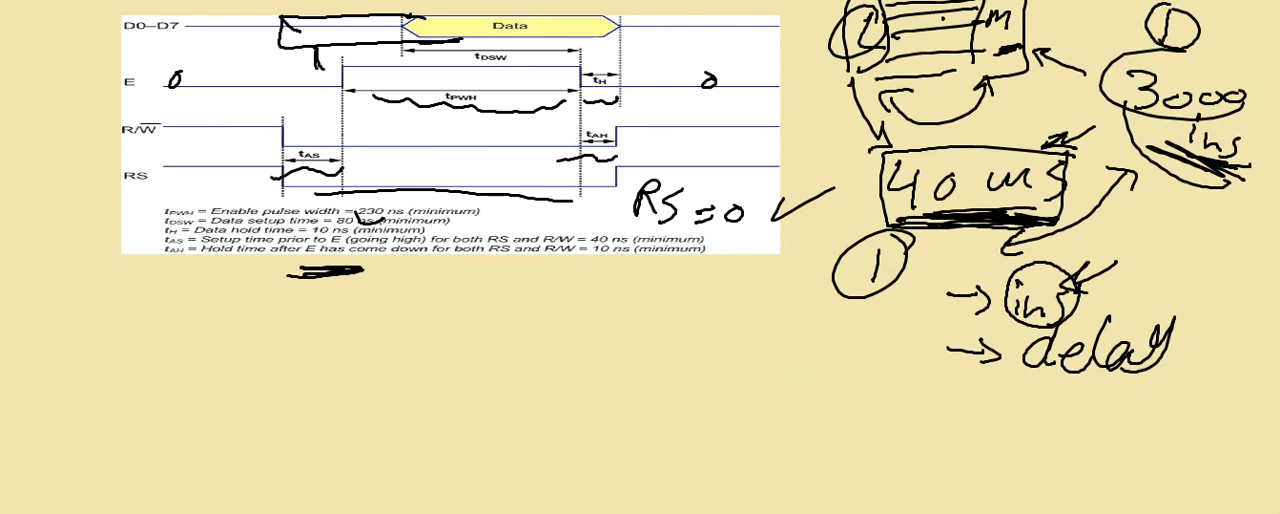 D0–D7
Data
tDSW
E
0
0
tH
tPWH
R/W̅
tAH
tAS
RS
tPWH = Enable pulse width = 230 ns (minimum)
tDSW = Data setup time = 80 ns (minimum)
tH = Data hold time = 10 ns (minimum)
tAS = Setup time prior to E (going high) for both RS and R/W = 40 ns (minimum)
tAH = Hold time after E has come down for both RS and R/W = 10 ns (minimum)
RS = 0
M
1
3000
ins
40 ms
1
→ ins
→ delay